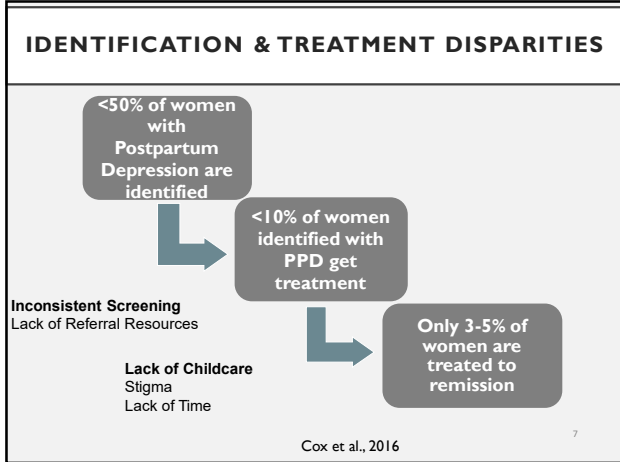 IDENTIFICATION & TREATMENT DISPARITIES
<50% of women
with
Postpartum
Depression are
identified
<10% of women
identified with
PPD get
treatment
Inconsistent Screening
Lack of Referral Resources
Only 3-5% of
women are
treated to
remission
Lack of Childcare
Stigma
Lack of Time
Cox et al., 2016
7